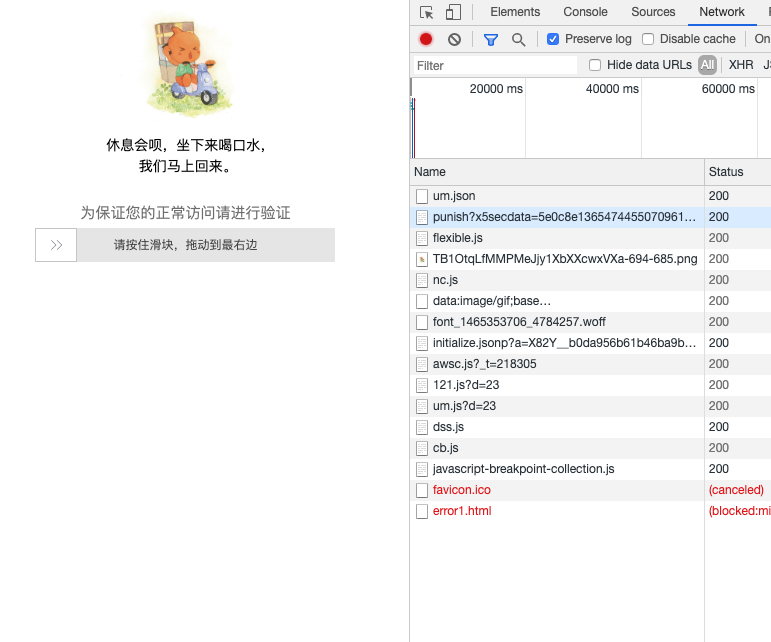 休息会呗，坐下来喝口水，
我们马上回来。
为保证您的正常访问请进行验证
>> 请按住滑块，拖动到最右边
Elements Console Sources Network
Preserve log Disable cache On
Filter Hide data URLs All XHR JS
20000 ms 40000 ms 60000 ms
Name Status
um.json 200
punish?x5secdata=5e0c8e1365474455070961... 200
flexible.js 200
TB1OtqLfMMPMeJjy1XbXXcwxVXa-694-685.png 200
nc.js 200
data:image/gif;base... 200
font_1465353706_4784257.woff 200
initialize.jsonp?a=X82Y__b0da956b61b46ba9b... 200
awsc.js?_t=218305 200
121.js?d=23 200
um.js?d=23 200
dss.js 200
cb.js 200
javascript-breakpoint-collection.js 200
favicon.ico (canceled)
error1.html (blocked:mi